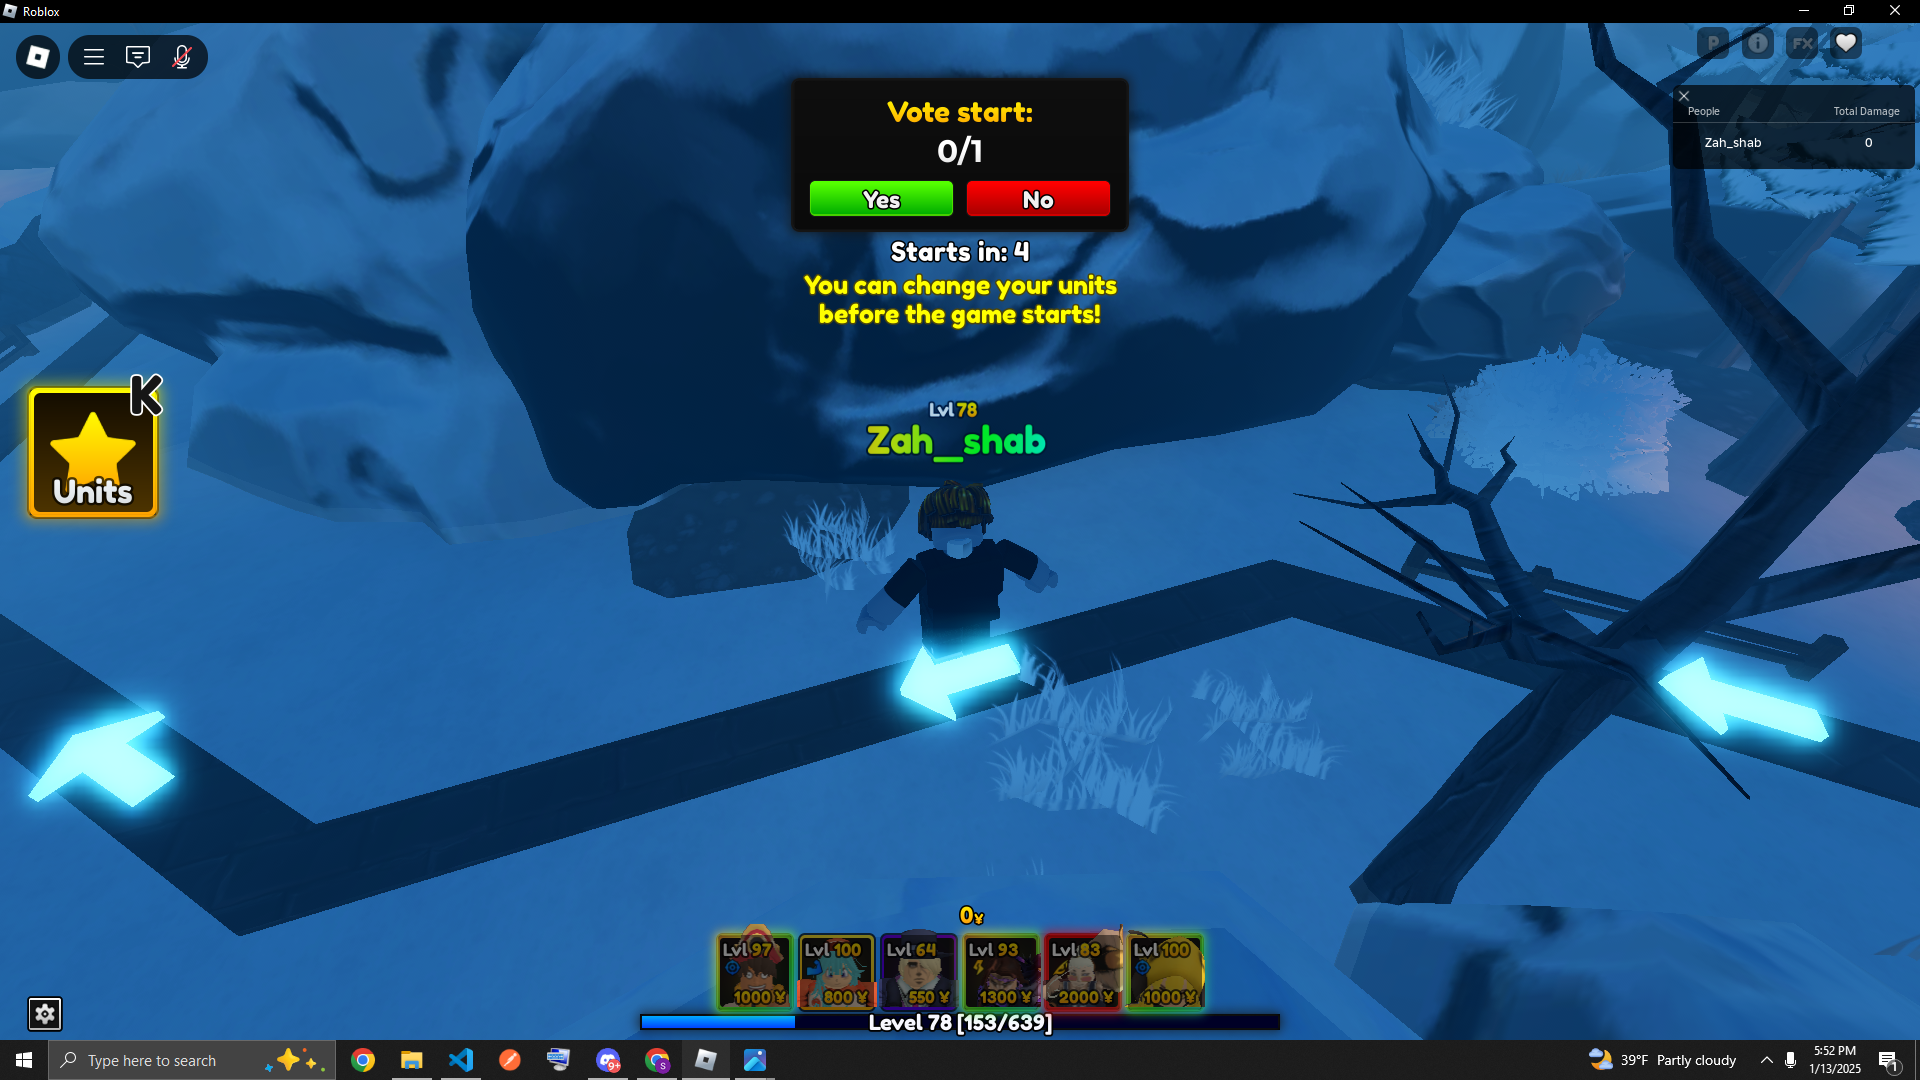 Roblox
P
FX
Vote start:
0/1
Yes
No
Starts in: 4
You can change your units
before the game starts!
People
Total Damage
Zah_shab
0
K
Units
Lvl 78
Zah_shab
0¥
Lvl 97
1000 ¥
Lvl 100
800 ¥
Lvl 64
550 ¥
Lvl 93
1300 ¥
Lvl 83
2000 ¥
Lvl 100
1000 ¥
Level 78 [153/639]
Type here to search
9+
S
39°F Partly cloudy
5:52 PM
1/13/2025
1